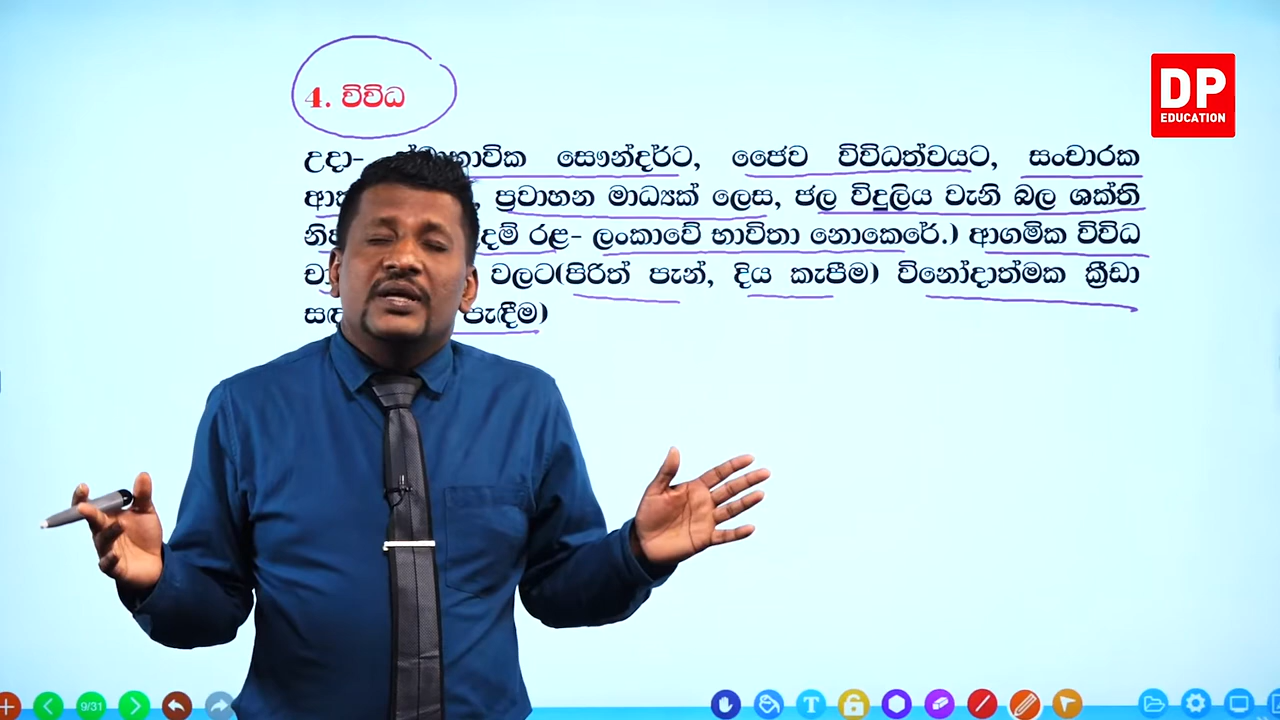 4. විවිධ
උදා- සෞන්දර්ට, ජෛව විවිධත්වයට, සංචාරක
ප්‍රවාහන මාධ්‍යක් ලෙස, ජල විදුලිය වැනි බල ශක්ති
රළ- ලංකාවේ භාවිතා නොකෙරේ.) ආගමික විවිධ
වලට(පිරිත් පැන්, දිය කැපීම) විනෝදාත්මක ක්‍රීඩා
පැඳීම)
DP
EDUCATION
9/31